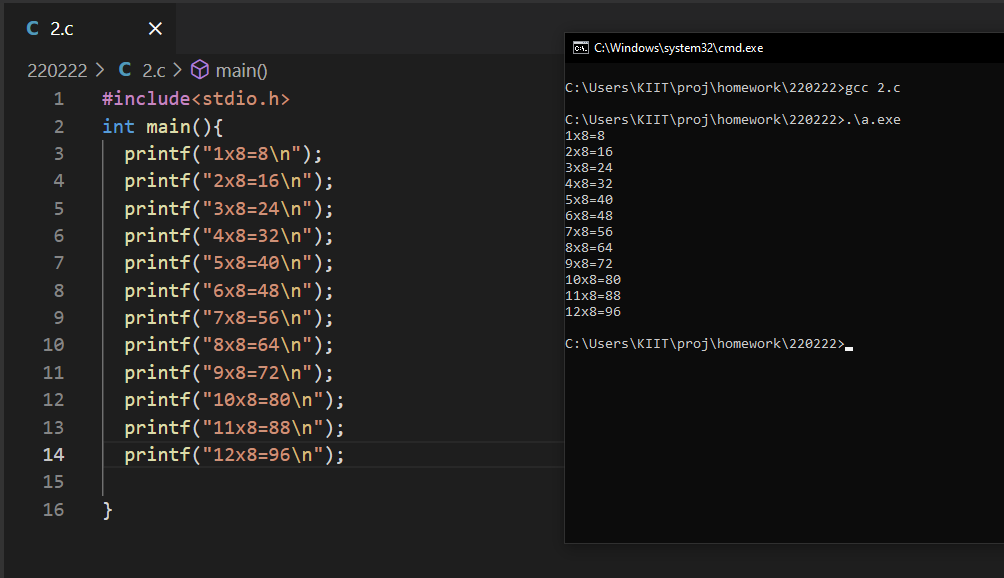 C 2.c ×
220222 > C 2.c > main()
1 #include<stdio.h>
2 int main(){
3 printf("1x8=8\n");
4 printf("2x8=16\n");
5 printf("3x8=24\n");
6 printf("4x8=32\n");
7 printf("5x8=40\n");
8 printf("6x8=48\n");
9 printf("7x8=56\n");
10 printf("8x8=64\n");
11 printf("9x8=72\n");
12 printf("10x8=80\n");
13 printf("11x8=88\n");
14 printf("12x8=96\n");
15
16 }
C:\Windows\system32\cmd.exe
C:\Users\KIIT\proj\homework\220222>gcc 2.c
C:\Users\KIIT\proj\homework\220222>.\a.exe
1x8=8
2x8=16
3x8=24
4x8=32
5x8=40
6x8=48
7x8=56
8x8=64
9x8=72
10x8=80
11x8=88
12x8=96
C:\Users\KIIT\proj\homework\220222>